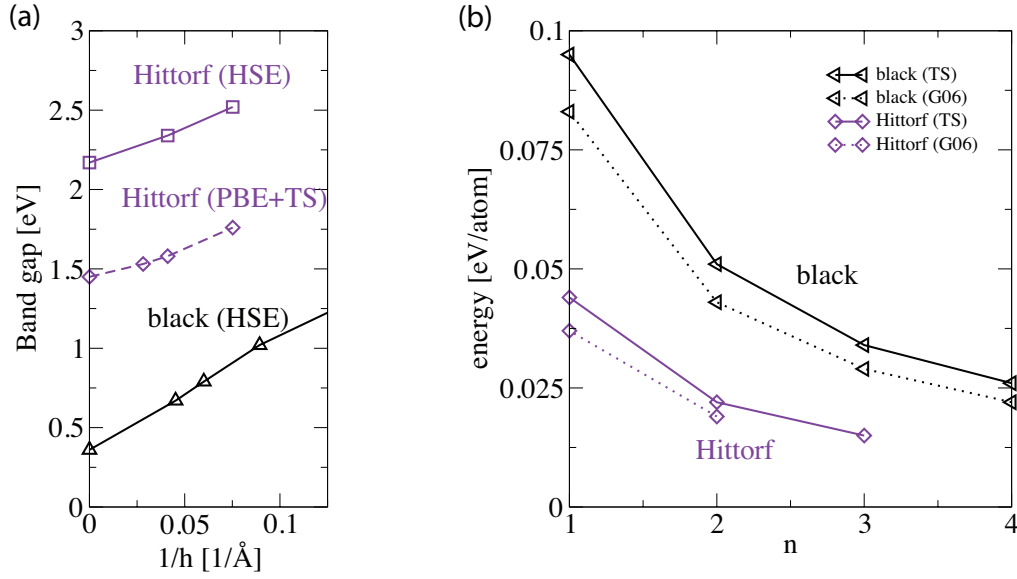 (a)
Band gap [eV]
3
2.5
2
1.5
1
0.5
0
Hittorf (HSE)
Hittorf (PBE+TS)
black (HSE)
0
0.05
0.1
1/h [1/Å]
(b)
energy [eV/atom]
0.1
0.075
0.05
0.025
0
black (TS)
black (G06)
Hittorf (TS)
Hittorf (G06)
black
Hittorf
1
2
3
4
n